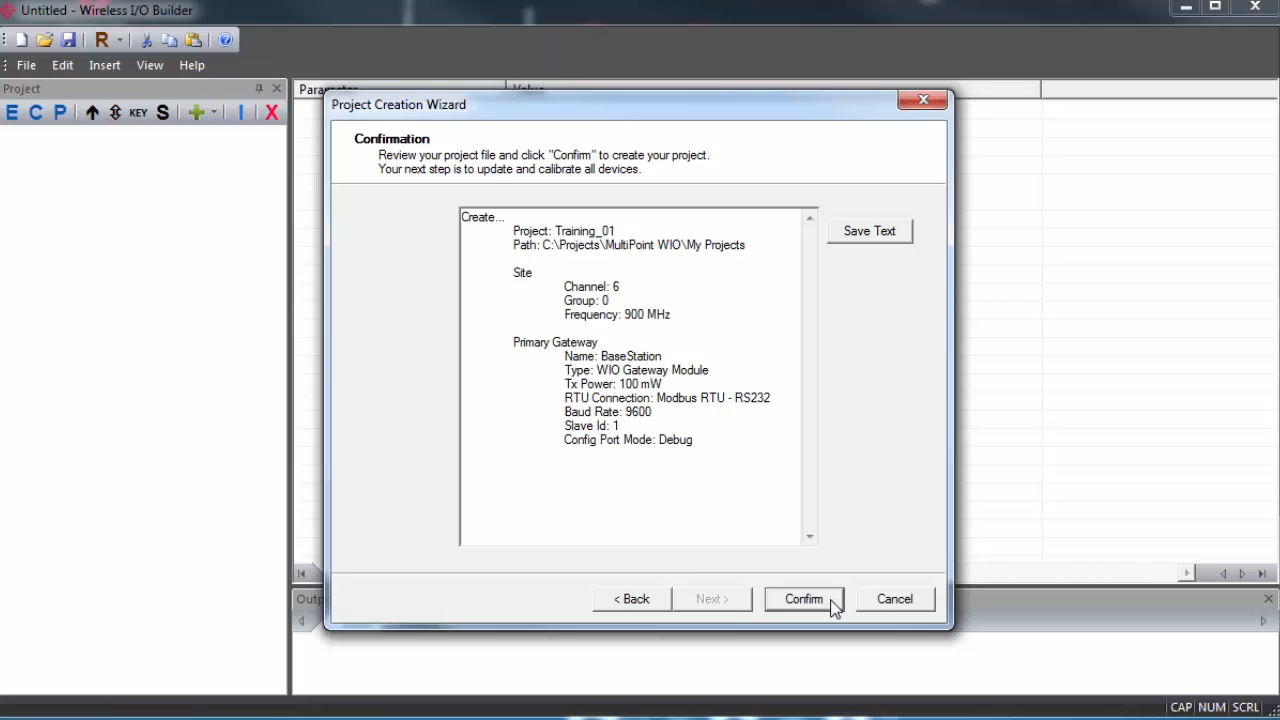 Untitled - Wireless I/O Builder
R
File Edit Insert View Help
Project
E C P KEY S I X
Parameter Value
Project Creation Wizard
Confirmation
Review your project file and click "Confirm" to create your project.
Your next step is to update and calibrate all devices.
Create...
Project: Training_01
Path: C:\Projects\MultiPoint WIO\My Projects
Site
Channel: 6
Group: 0
Frequency: 900 MHz
Primary Gateway
Name: BaseStation
Type: WIO Gateway Module
Tx Power: 100 mW
RTU Connection: Modbus RTU - RS232
Baud Rate: 9600
Slave Id: 1
Config Port Mode: Debug
Save Text
< Back Next > Confirm Cancel
Outp
CAP NUM SCRL